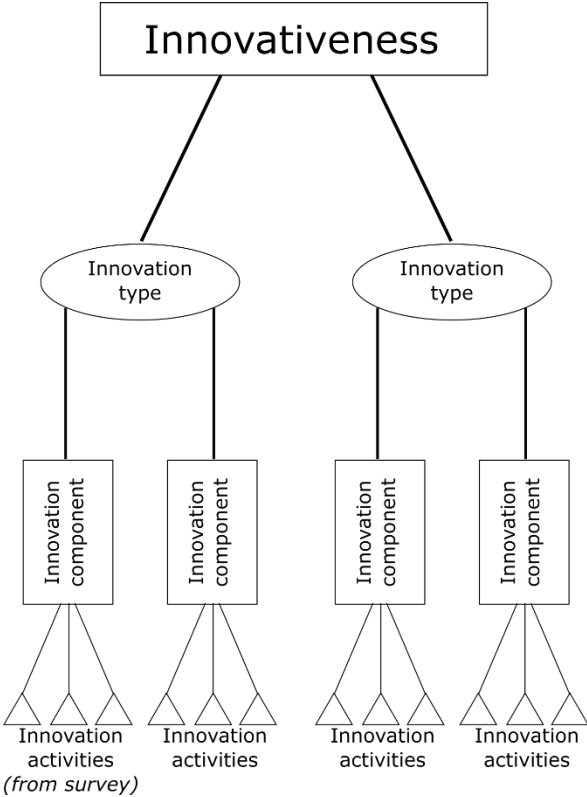 Innovativeness
Innovation
type
Innovation
type
Innovation
component
Innovation
component
Innovation
component
Innovation
component
Innovation
activities
(from survey)
Innovation
activities
Innovation
activities
Innovation
activities